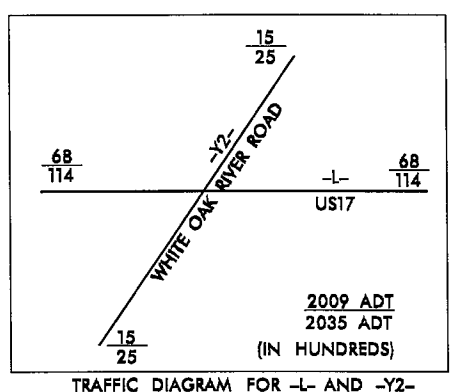 15
25
-Y2-
WHITE OAK RIVER ROAD
68
114
68
114
-L-
US17
2009 ADT
2035 ADT
(IN HUNDREDS)
15
25
TRAFFIC DIAGRAM FOR -L- AND -Y2-